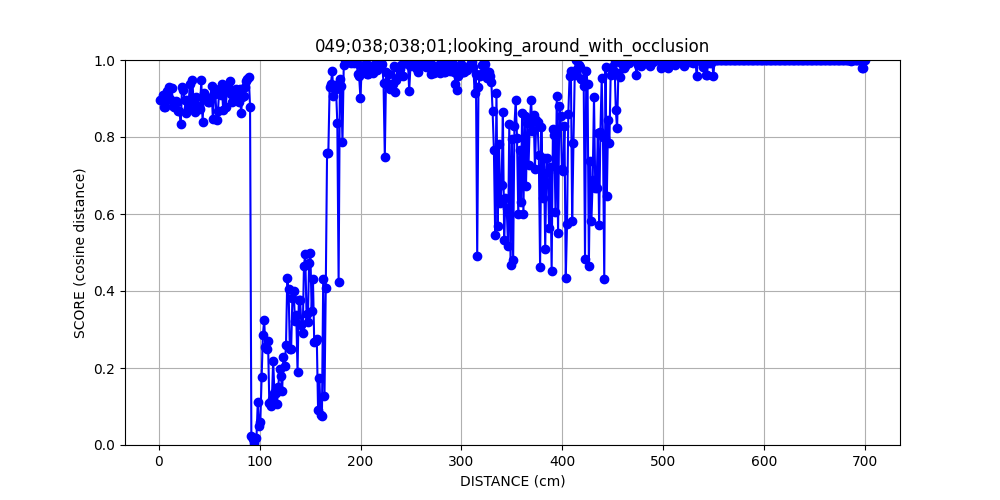 049;038;038;01;looking_around_with_occlusion
1.0
0.8
0.6
0.4
0.2
0.0
SCORE (cosine distance)
0 100 200 300 400 500 600 700
DISTANCE (cm)